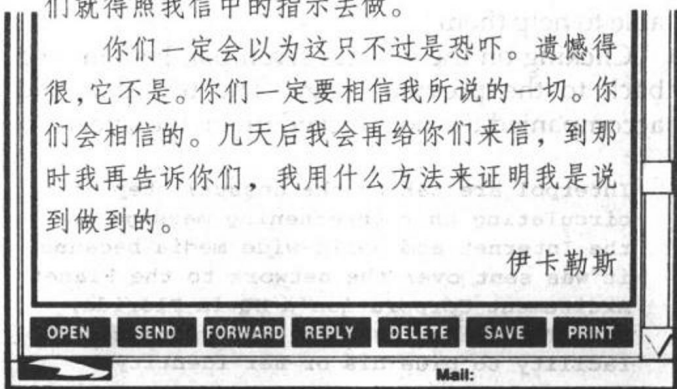 们就得照我信中的指示去做。
你们一定会以为这只不过是恐吓。遗憾得
很,它不是。你们一定要相信我所说的一切。你
们会相信的。几天后我会再给你们来信，到那
时我再告诉你们，我用什么方法来证明我是说
到做到的。
伊卡勒斯
OPEN SEND FORWARD REPLY DELETE SAVE PRINT
Mail: